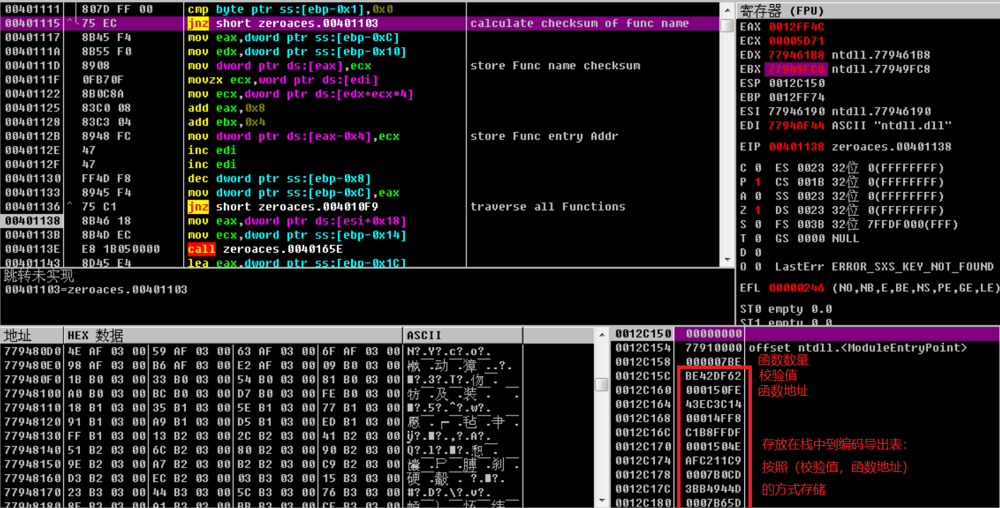 00401111 807D FF 00 cmp byte ptr ss:[ebp-0x1],0x0
00401115 ^ 75 EC jnz short zeroaces.00401103 calculate checksum of func name
00401117 8B45 F4 mov eax,dword ptr ss:[ebp-0xC]
0040111A 8B55 F0 mov edx,dword ptr ss:[ebp-0x10]
0040111D 8908 mov dword ptr ds:[eax],ecx store Func name checksum
0040111F 0FB70F movzx ecx,word ptr ds:[edi]
00401122 8B0C8A mov ecx,dword ptr ds:[edx+ecx*4]
00401125 83C0 08 add eax,0x8
00401128 83C3 04 add ebx,0x4
0040112B 8948 FC mov dword ptr ds:[eax-0x4],ecx store Func entry Addr
0040112E 47 inc edi
0040112F 47 inc edi
00401130 FF4D F8 dec dword ptr ss:[ebp-0x8]
00401133 8945 F4 mov dword ptr ss:[ebp-0xC],eax
00401136 ^ 75 C1 jnz short zeroaces.004010F9 traverse all Functions
00401138 8B46 18 mov eax,dword ptr ds:[esi+0x18]
0040113B 8B4D EC mov ecx,dword ptr ss:[ebp-0x14]
0040113E E8 1B050000 call zeroaces.0040165E
00401143 8D45 E4 lea eax,dword ptr ss:[ebp-0x1C]
跳转未实现
00401103=zeroaces.00401103
寄存器 (FPU)
EAX 0012FF4C
ECX 00005D71
EDX 779461B8 ntdll.779461B8
EBX 77949FC8 ntdll.77949FC8
ESP 0012C150
EBP 0012FF74
ESI 77946190 ntdll.77946190
EDI 7794AF44 ASCII "ntdll.dll"
EIP 00401138 zeroaces.00401138
C 0 ES 0023 32位 0(FFFFFFFF)
P 1 CS 001B 32位 0(FFFFFFFF)
A 0 SS 0023 32位 0(FFFFFFFF)
Z 1 DS 0023 32位 0(FFFFFFFF)
S 0 FS 003B 32位 7FFDF000(FFF)
T 0 GS 0000 NULL
D 0
O 0 LastErr ERROR_SXS_KEY_NOT_FOUND
EFL 00000246 (NO,NB,E,BE,NS,PE,GE,LE)
ST0 empty 0.0
ST1 empty 0.0
地址 HEX 数据 ASCII
779480D0 4E AF 03 00 59 AF 03 00 63 AF 03 00 6F AF 03 00 N?.Y?.c?.o?.
779480E0 98 AF 03 00 B6 AF 03 00 E2 AF 03 00 09 B0 03 00
779480F0 1B B0 03 00 33 B0 03 00 54 B0 03 00 81 B0 03 00
77948100 A0 B0 03 00 BC B0 03 00 D7 B0 03 00 FE B0 03 00
77948110 18 B1 03 00 35 B1 03 00 5E B1 03 00 77 B1 03 00
77948120 91 B1 03 00 A9 B1 03 00 D5 B1 03 00 ED B1 03 00
77948130 FF B1 03 00 13 B2 03 00 2C B2 03 00 41 B2 03 00
77948140 51 B2 03 00 6C B2 03 00 80 B2 03 00 90 B2 03 00
77948150 9E B2 03 00 A7 B2 03 00 B2 B2 03 00 C9 B2 03 00
77948160 D3 B2 03 00 EC B2 03 00 03 B3 03 00 15 B3 03 00
77948170 23 B3 03 00 44 B3 03 00 5C B3 03 00 76 B3 03 00 #?.D?.\?.v?.
77948180 8F B3 03 00 A1 B3 03 00 BB B3 03 00 CF B3 03 00
0012C150 00000000
0012C154 77910000 offset ntdll.<ModuleEntryPoint>
0012C158 000007BE 函数数量
0012C15C BE42DF62 校验值
0012C160 000150FE 函数地址
0012C164 43EC3C14
0012C168 00014FF8
0012C16C C1B8FFDF
0012C170 0001504E 存放在栈中到编码导出表：
0012C174 AFC211C9 按照（校验值，函数地址）
0012C178 0007B0CD
0012C17C 3BB4944D 的方式存储
0012C180 0007B65D